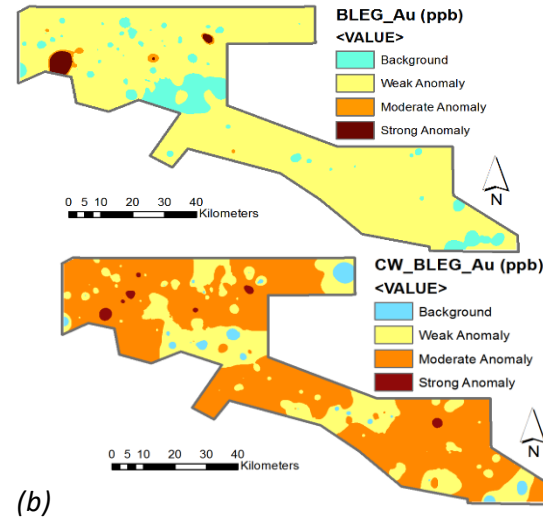 BLEG_Au (ppb)
<VALUE>
Background
Weak Anomaly
Moderate Anomaly
Strong Anomaly
N
0 5 10 20 30 40
Kilometers
CW_BLEG_Au (ppb)
<VALUE>
Background
Weak Anomaly
Moderate Anomaly
Strong Anomaly
N
0 5 10 20 30 40
Kilometers
(b)